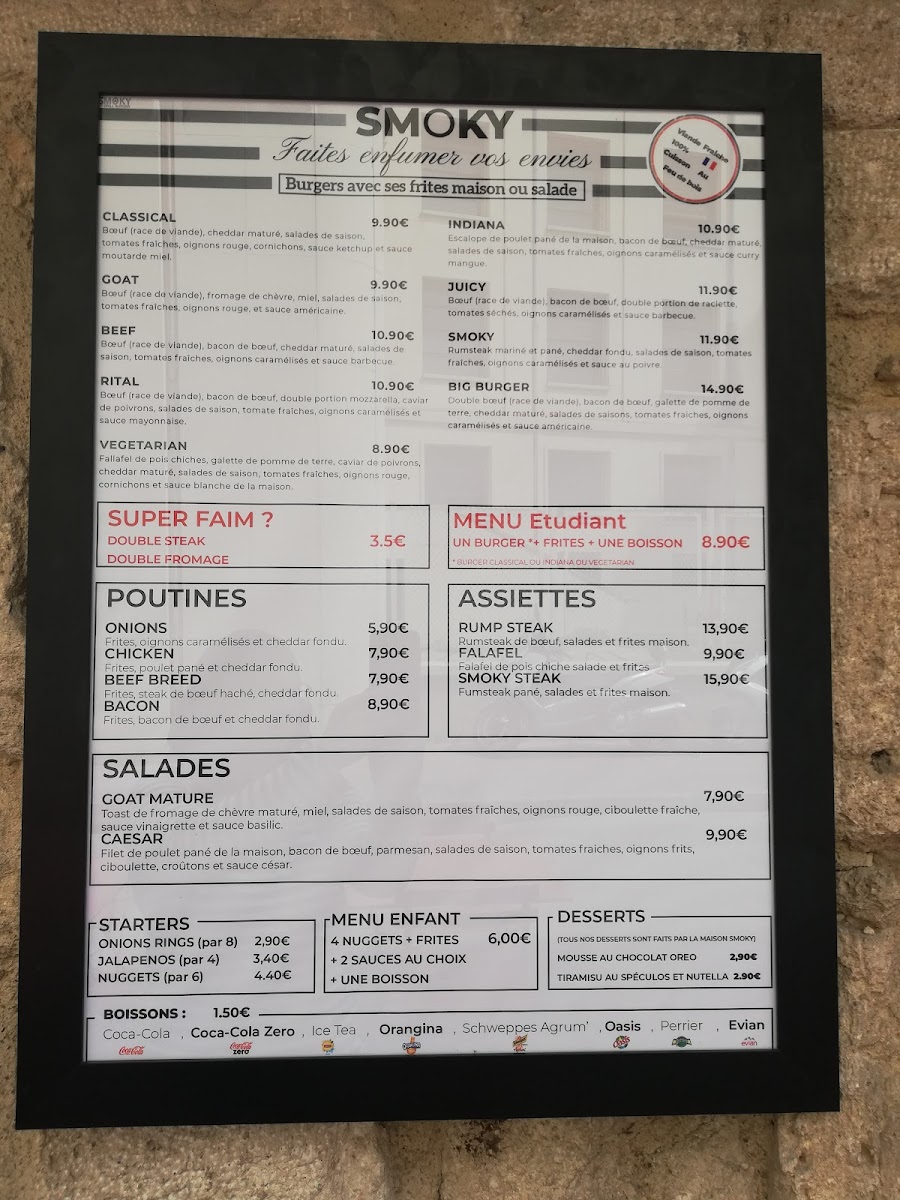 SMOKY
SMOKY
Faites enfumer vos envies
Burgers avec ses frites maison ou salade
Viande Fraîche
100%
Cuisson Au
Feu de bois
CLASSICAL 9.90€
Bœuf (race de viande), cheddar maturé, salades de saison,
tomates fraîches, oignons rouge, cornichons, sauce ketchup et sauce
moutarde miel.
GOAT 9.90€
Bœuf (race de viande), fromage de chèvre, miel, salades de saison,
tomates fraîches, oignons rouge, et sauce américaine.
BEEF 10.90€
Bœuf (race de viande), bacon de bœuf, cheddar maturé, salades de
saison, tomates fraîches, oignons caramélisés et sauce barbecue.
RITAL 10.90€
Bœuf (race de viande), bacon de bœuf, double portion mozzarella, caviar
de poivrons, salades de saison, tomate fraîches, oignons caramélisés et
sauce mayonnaise.
VEGETARIAN 8.90€
Fallafel de pois chiches, galette de pomme de terre, caviar de poivrons,
cheddar maturé, salades de saison, tomates fraîches, oignons rouge,
cornichons et sauce blanche de la maison.
INDIANA 10.90€
Escalope de poulet pané de la maison, bacon de bœuf, cheddar maturé,
salades de saison, tomates fraîches, oignons caramélisés et sauce curry
mangue.
JUICY 11.90€
Bœuf (race de viande), bacon de bœuf, double portion de raclette,
tomates séchés, oignons caramélisés et sauce barbecue.
SMOKY 11.90€
Rumsteak mariné et pané, cheddar fondu, salades de saison, tomates
fraîches, oignons caramélisés et sauce au poivre.
BIG BURGER 14.90€
Double bœuf (race de viande), bacon de bœuf, galette de pomme de
terre, cheddar maturé, salades de saisons, tomates fraiches, oignons
caramélisés et sauce américaine.
SUPER FAIM ?
DOUBLE STEAK 3.5€
DOUBLE FROMAGE
MENU Etudiant
UN BURGER *+ FRITES + UNE BOISSON 8.90€
* BURGER CLASSICAL OU INDIANA OU VEGETARIAN
POUTINES
ONIONS 5,90€
Frites, oignons caramélisés et cheddar fondu.
CHICKEN 7,90€
Frites, poulet pané et cheddar fondu.
BEEF BREED 7,90€
Frites, steak de bœuf haché, cheddar fondu.
BACON 8,90€
Frites, bacon de bœuf et cheddar fondu.
ASSIETTES
RUMP STEAK 13,90€
Rumsteak de bœuf, salades et frites maison.
FALAFEL 9,90€
Falafel de pois chiche salade et frites
SMOKY STEAK 15,90€
Fumsteak pané, salades et frites maison.
SALADES
GOAT MATURE 7,90€
Toast de fromage de chèvre maturé, miel, salades de saison, tomates fraîches, oignons rouge, ciboulette fraîche,
sauce vinaigrette et sauce basilic.
CAESAR 9,90€
Filet de poulet pané de la maison, bacon de bœuf, parmesan, salades de saison, tomates fraiches, oignons frits,
ciboulette, croûtons et sauce césar.
STARTERS
ONIONS RINGS (par 8) 2,90€
JALAPENOS (par 4) 3,40€
NUGGETS (par 6) 4.40€
MENU ENFANT
4 NUGGETS + FRITES 6,00€
+ 2 SAUCES AU CHOIX
+ UNE BOISSON
DESSERTS
(TOUS NOS DESSERTS SONT FAITS PAR LA MAISON SMOKY)
MOUSSE AU CHOCOLAT OREO 2,90€
TIRAMISU AU SPÉCULOS ET NUTELLA 2.90€
BOISSONS : 1.50€
Coca-Cola , Coca-Cola Zero , Ice Tea , Orangina , Schweppes Agrum' , Oasis , Perrier , Evian
Coca-Cola Coca-Cola zero Oasis evian